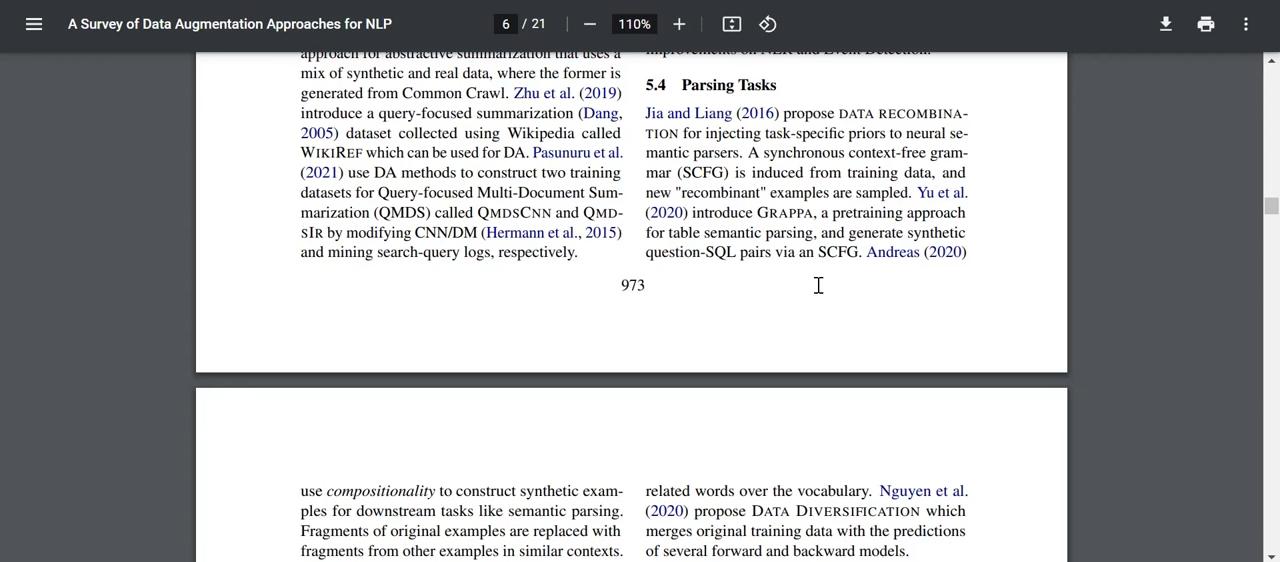 A Survey of Data Augmentation Approaches for NLP
6 / 21
110%
approach for abstractive summarization that uses a
mix of synthetic and real data, where the former is
generated from Common Crawl. Zhu et al. (2019)
introduce a query-focused summarization (Dang,
2005) dataset collected using Wikipedia called
WIKIREF which can be used for DA. Pasunuru et al.
(2021) use DA methods to construct two training
datasets for Query-focused Multi-Document Sum-
marization (QMDS) called QMDSCNN and QMD-
SIR by modifying CNN/DM (Hermann et al., 2015)
and mining search-query logs, respectively.
improvements on NER and Event Detection.
5.4 Parsing Tasks
Jia and Liang (2016) propose DATA RECOMBINA-
TION for injecting task-specific priors to neural se-
mantic parsers. A synchronous context-free gram-
mar (SCFG) is induced from training data, and
new "recombinant" examples are sampled. Yu et al.
(2020) introduce GRAPPA, a pretraining approach
for table semantic parsing, and generate synthetic
question-SQL pairs via an SCFG. Andreas (2020)
973
use compositionality to construct synthetic exam-
ples for downstream tasks like semantic parsing.
Fragments of original examples are replaced with
fragments from other examples in similar contexts.
related words over the vocabulary. Nguyen et al.
(2020) propose DATA DIVERSIFICATION which
merges original training data with the predictions
of several forward and backward models.